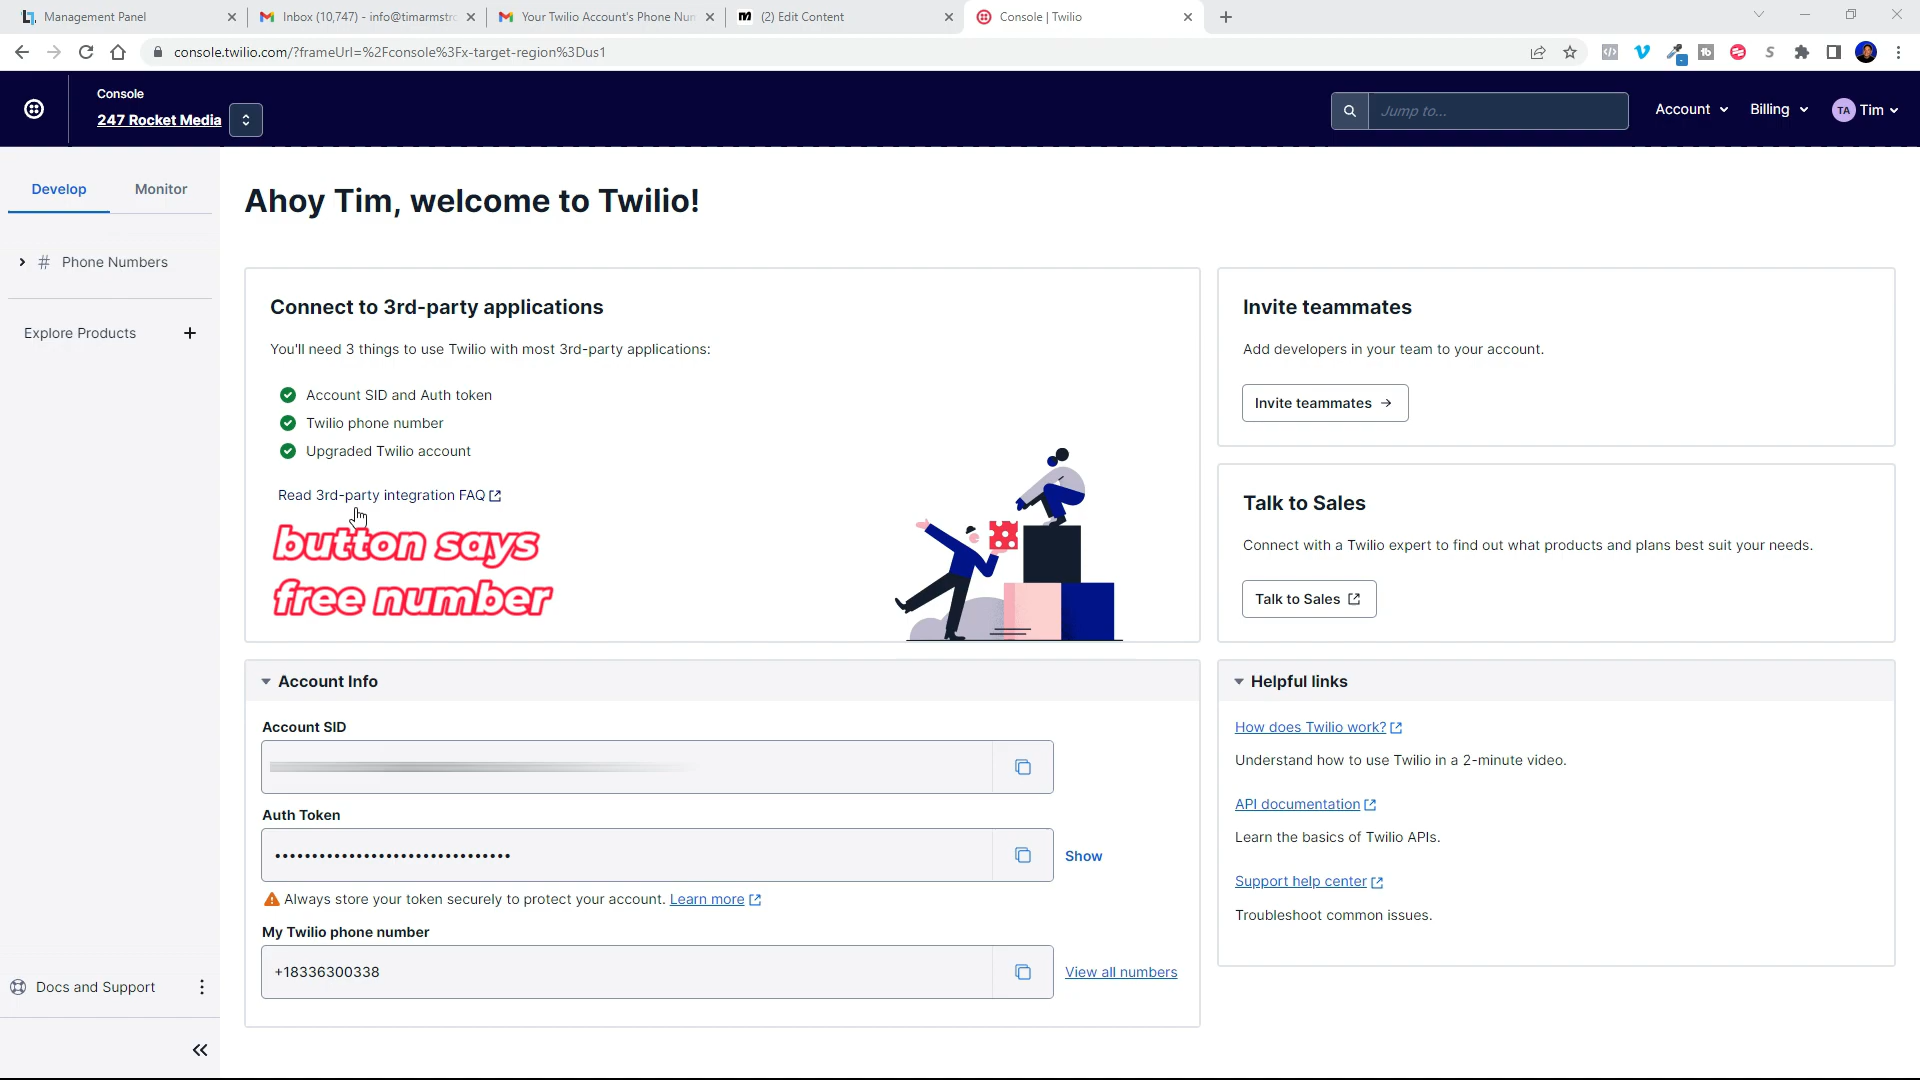 Management Panel
Inbox (10,747) - info@timarmstro
Your Twilio Account's Phone Num
(2) Edit Content
Console | Twilio
console.twilio.com/?frameUrl=%2Fconsole%3Fx-target-region%3Dus1
Console
247 Rocket Media
Jump to...
Account
Billing
TA
Tim
Develop
Monitor
# Phone Numbers
Explore Products +
Ahoy Tim, welcome to Twilio!
Connect to 3rd-party applications
You'll need 3 things to use Twilio with most 3rd-party applications:
Account SID and Auth token
Twilio phone number
Upgraded Twilio account
Read 3rd-party integration FAQ
button says
free number
Invite teammates
Add developers in your team to your account.
Invite teammates →
Talk to Sales
Connect with a Twilio expert to find out what products and plans best suit your needs.
Talk to Sales
Account Info
Account SID
Auth Token
••••••••••••••••••••••••••••••••
Show
Always store your token securely to protect your account. Learn more
My Twilio phone number
+18336300338
View all numbers
Helpful links
How does Twilio work?
Understand how to use Twilio in a 2-minute video.
API documentation
Learn the basics of Twilio APIs.
Support help center
Troubleshoot common issues.
Docs and Support